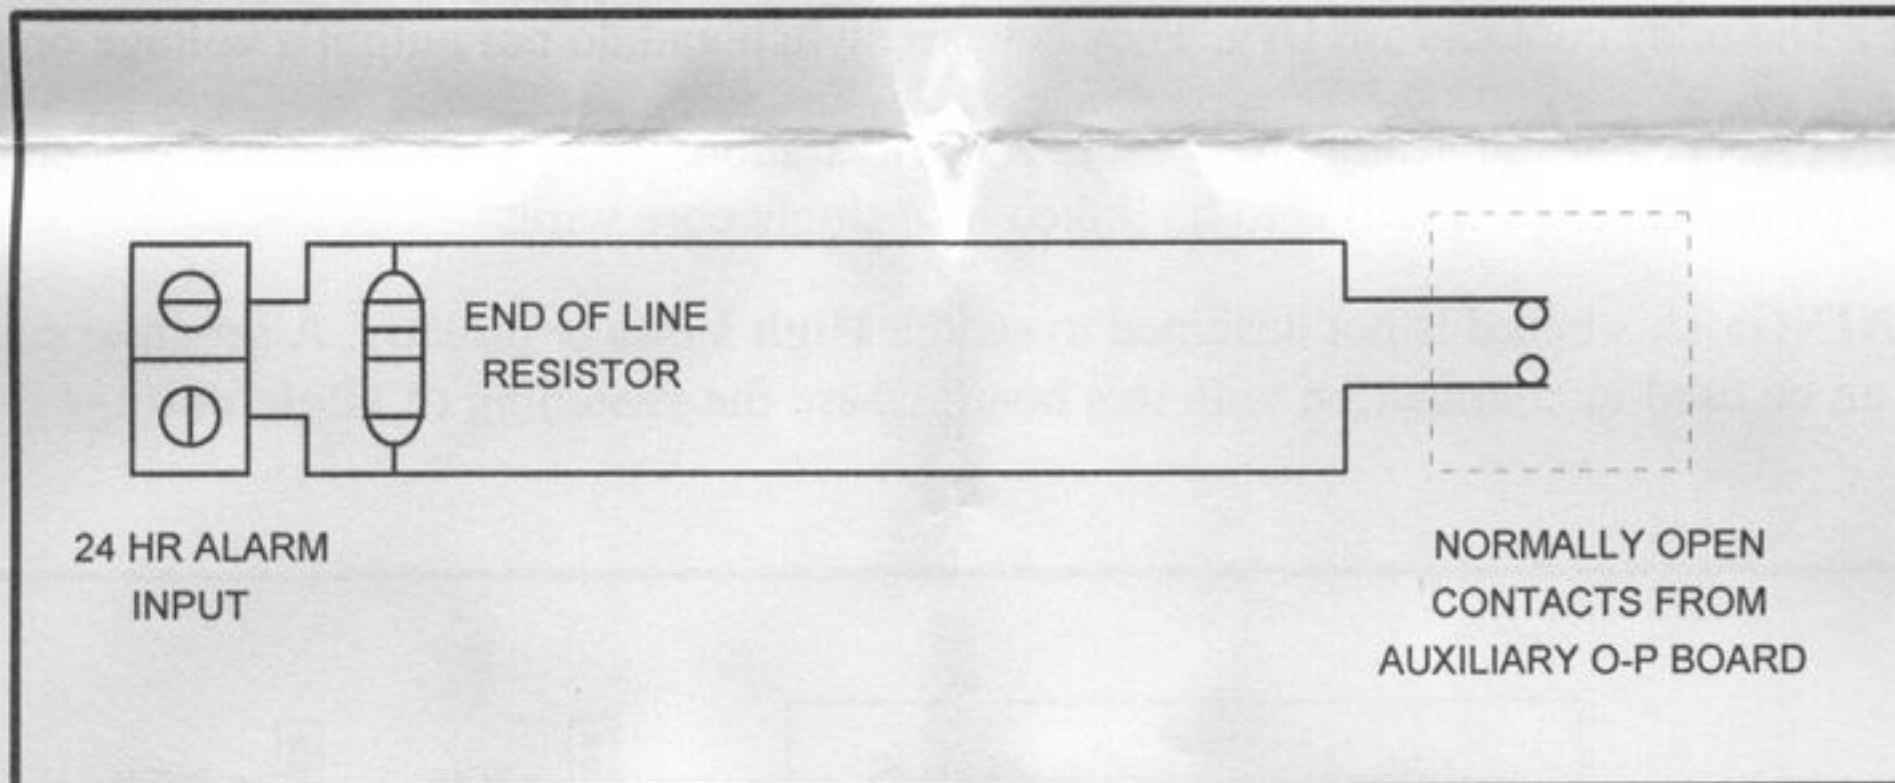 END OF LINE
RESISTOR
24 HR ALARM
INPUT
NORMALLY OPEN
CONTACTS FROM
AUXILIARY O-P BOARD